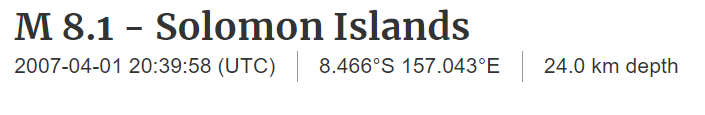 M 8.1 - Solomon Islands
2007-04-01 20:39:58 (UTC) 8.466°S 157.043°E 24.0 km depth